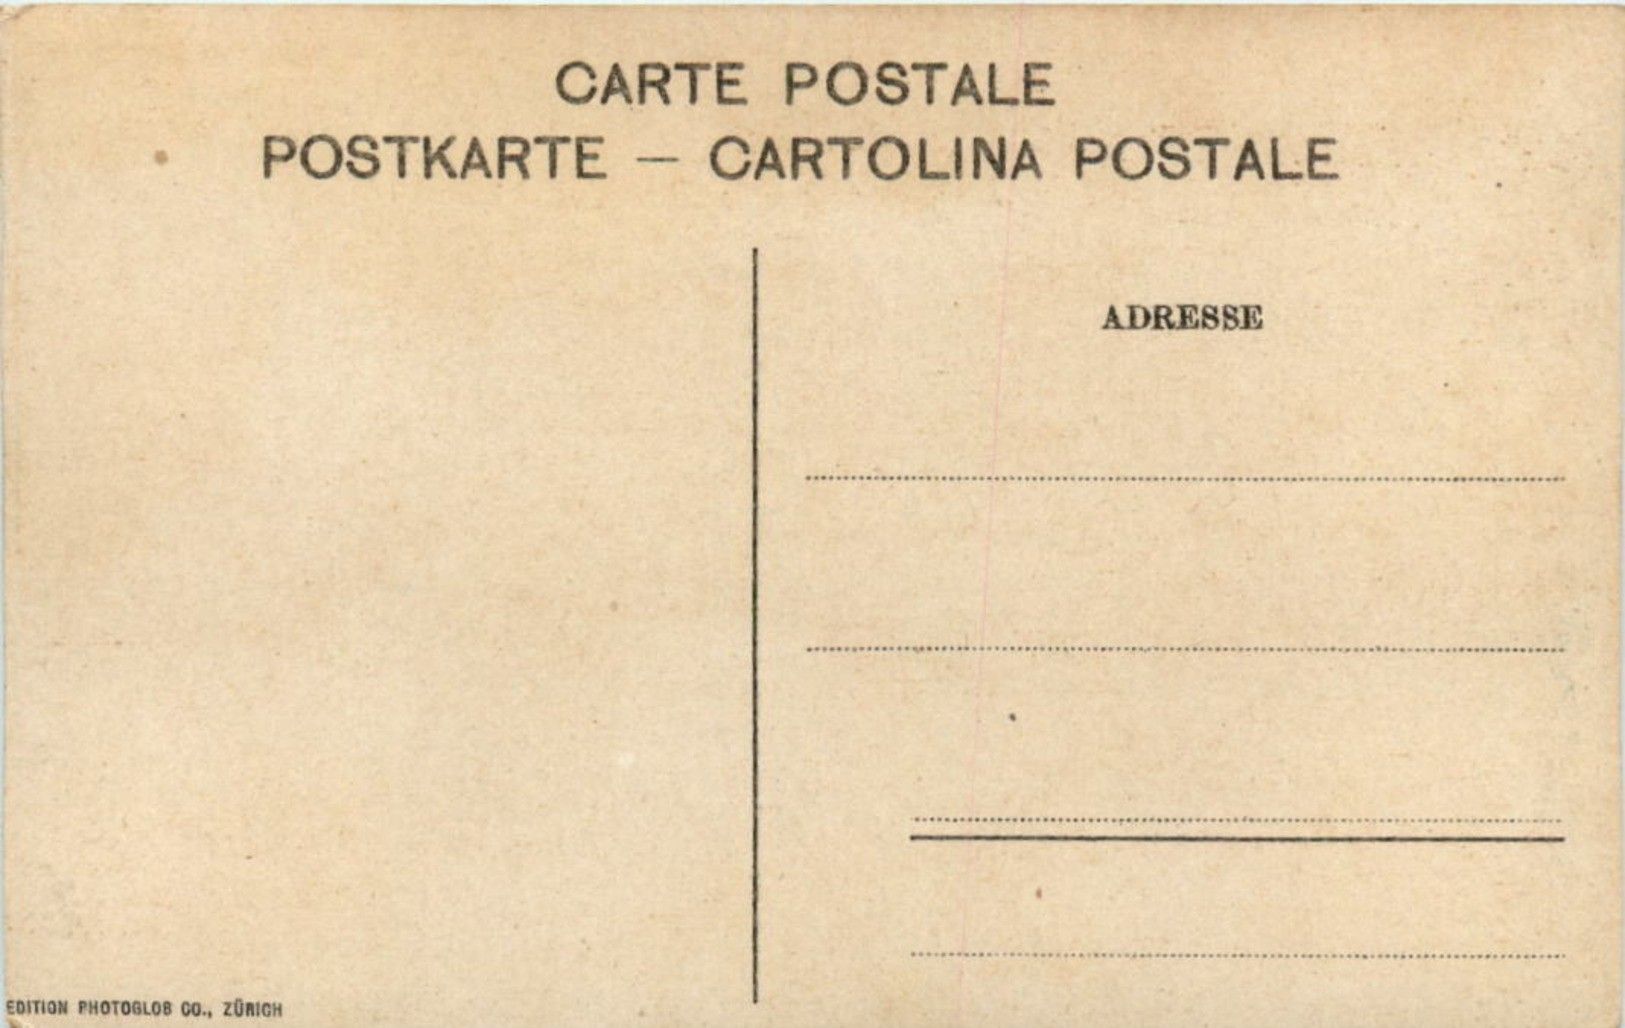 CARTE POSTALE
POSTKARTE — CARTOLINA POSTALE
ADRESSE
EDITION PHOTOGLOB CO., ZÜRICH